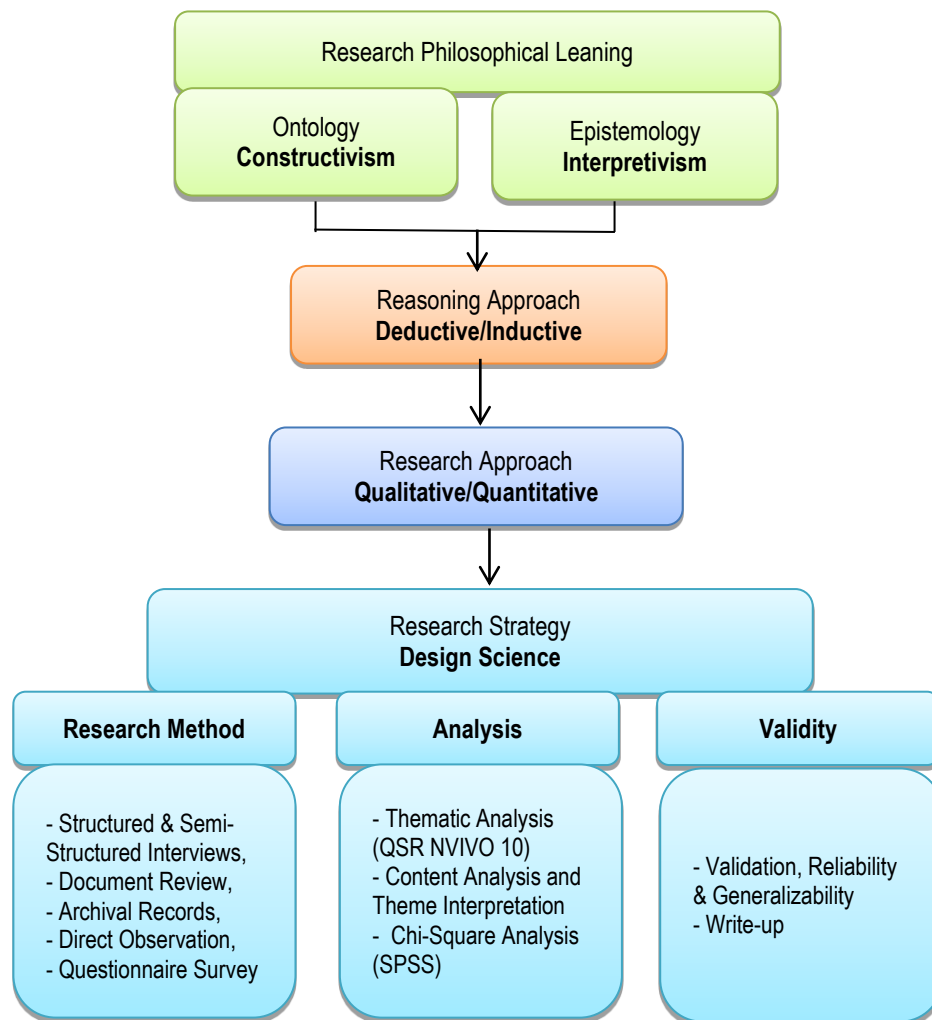 Research Philosophical Leaning
Ontology
Constructivism
Epistemology
Interpretivism
Reasoning Approach
Deductive/Inductive
Research Approach
Qualitative/Quantitative
Research Strategy
Design Science
Research Method
- Structured & Semi-
Structured Interviews,
- Document Review,
- Archival Records,
- Direct Observation,
- Questionnaire Survey
Analysis
- Thematic Analysis
(QSR NVIVO 10)
- Content Analysis and
Theme Interpretation
- Chi-Square Analysis
(SPSS)
Validity
- Validation, Reliability
& Generalizability
- Write-up